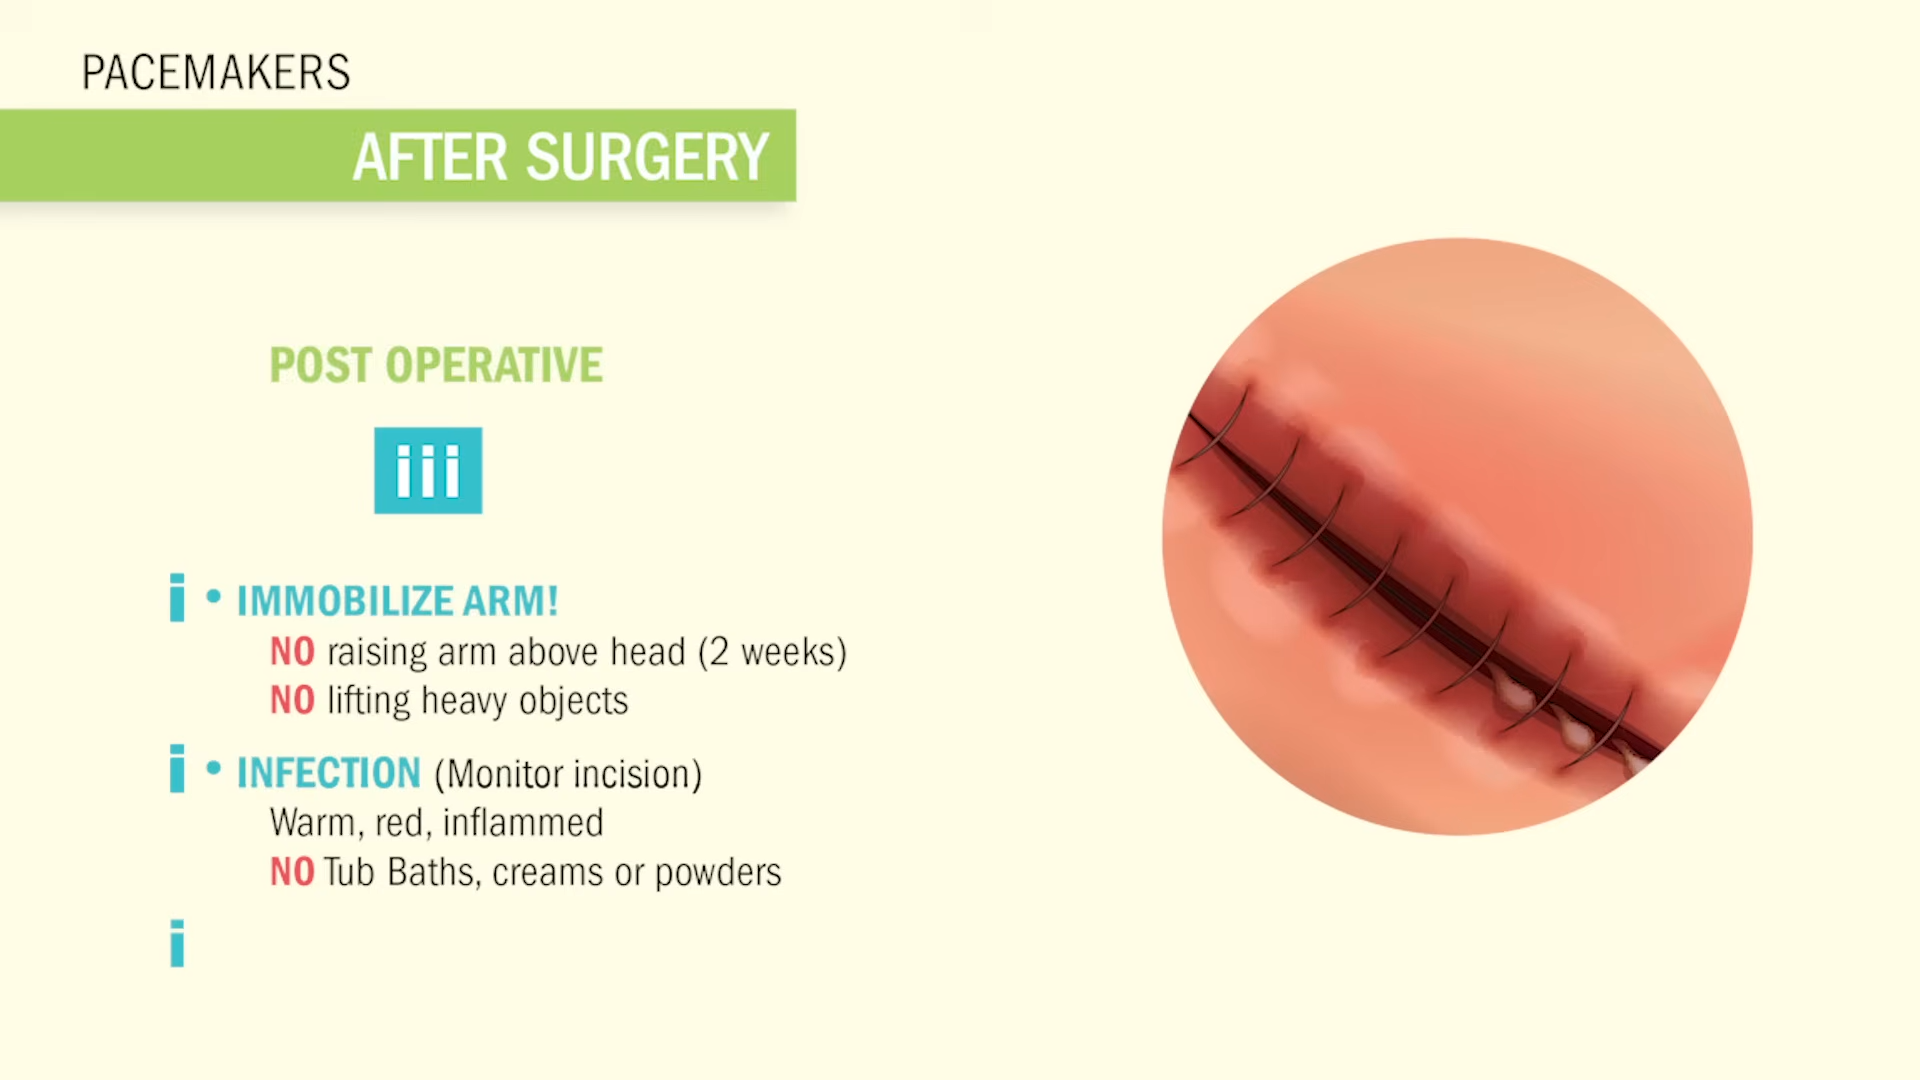 PACEMAKERS
AFTER SURGERY
POST OPERATIVE
iii
i • IMMOBILIZE ARM!
NO raising arm above head (2 weeks)
NO lifting heavy objects
i • INFECTION (Monitor incision)
Warm, red, inflammed
NO Tub Baths, creams or powders
i